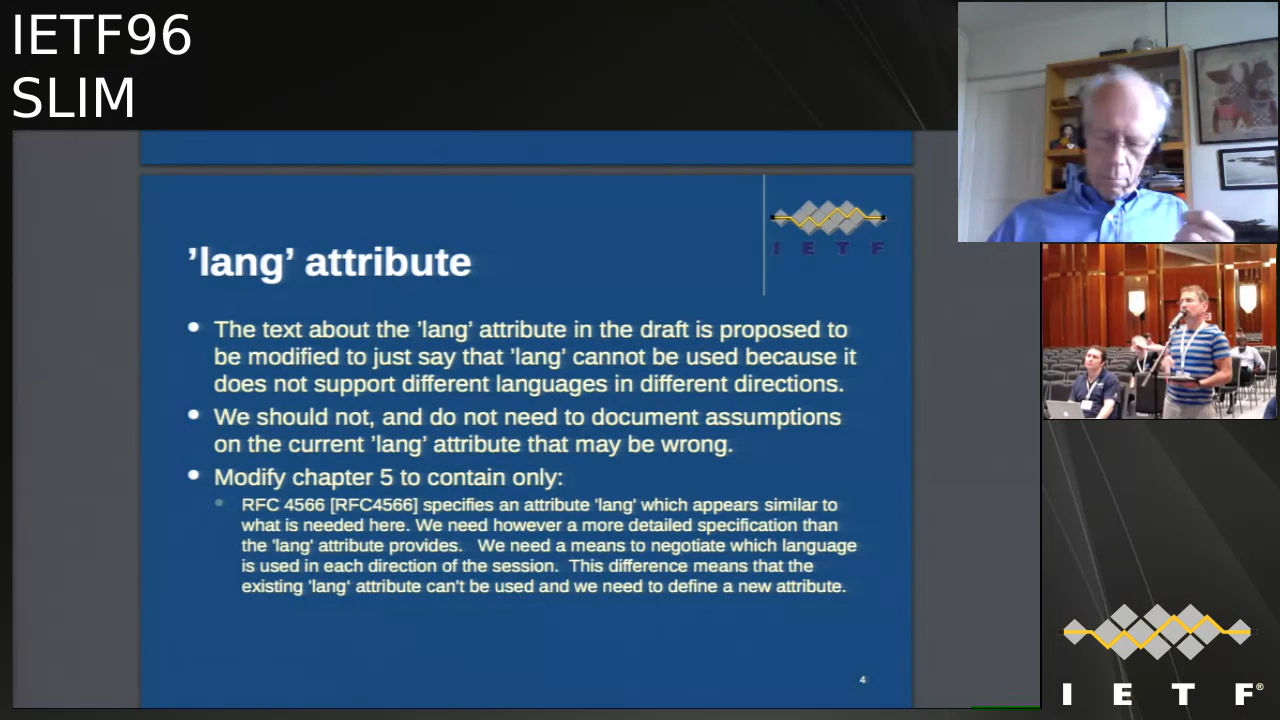 IETF96
SLIM
I E T F
’lang’ attribute
• The text about the ’lang’ attribute in the draft is proposed to
be modified to just say that ’lang’ cannot be used because it
does not support different languages in different directions.
• We should not, and do not need to document assumptions
on the current ’lang’ attribute that may be wrong.
• Modify chapter 5 to contain only:
• RFC 4566 [RFC4566] specifies an attribute 'lang' which appears similar to
what is needed here. We need however a more detailed specification than
the 'lang' attribute provides. We need a means to negotiate which language
is used in each direction of the session. This difference means that the
existing 'lang' attribute can't be used and we need to define a new attribute.
4
I E T F®